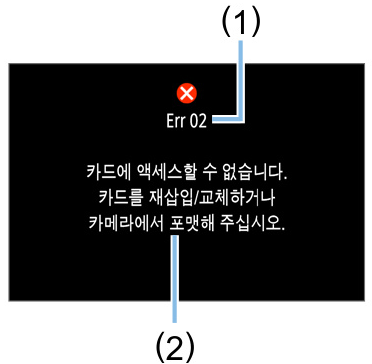 (1)
Err 02
카드에 액세스할 수 없습니다.
카드를 재삽입/교체하거나
카메라에서 포맷해 주십시오.
(2)